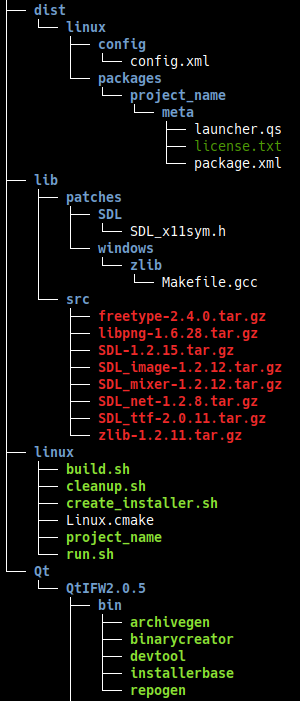 dist
linux
config
config.xml
packages
project_name
meta
launcher.qs
license.txt
package.xml
lib
patches
SDL
SDL_x11sym.h
windows
zlib
Makefile.gcc
src
freetype-2.4.0.tar.gz
libpng-1.6.28.tar.gz
SDL-1.2.15.tar.gz
SDL_image-1.2.12.tar.gz
SDL_mixer-1.2.12.tar.gz
SDL_net-1.2.8.tar.gz
SDL_ttf-2.0.11.tar.gz
zlib-1.2.11.tar.gz
linux
build.sh
cleanup.sh
create_installer.sh
Linux.cmake
project_name
run.sh
Qt
QtIFW2.0.5
bin
archivegen
binarycreator
devtool
installerbase
repogen